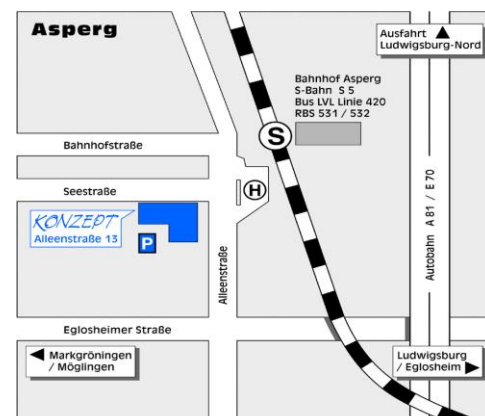 Asperg
Ausfahrt
Ludwigsburg-Nord
Bahnhof Asperg
S-Bahn S 5
Bus LVL Linie 420
RBS 531 / 532
S
Bahnhofstraße
Seestraße
H
KONZEPT
Alleenstraße 13
P
Alleenstraße
Autobahn A 81 / E 70
Eglosheimer Straße
Markgröningen
/ Möglingen
Ludwigsburg
/ Eglosheim